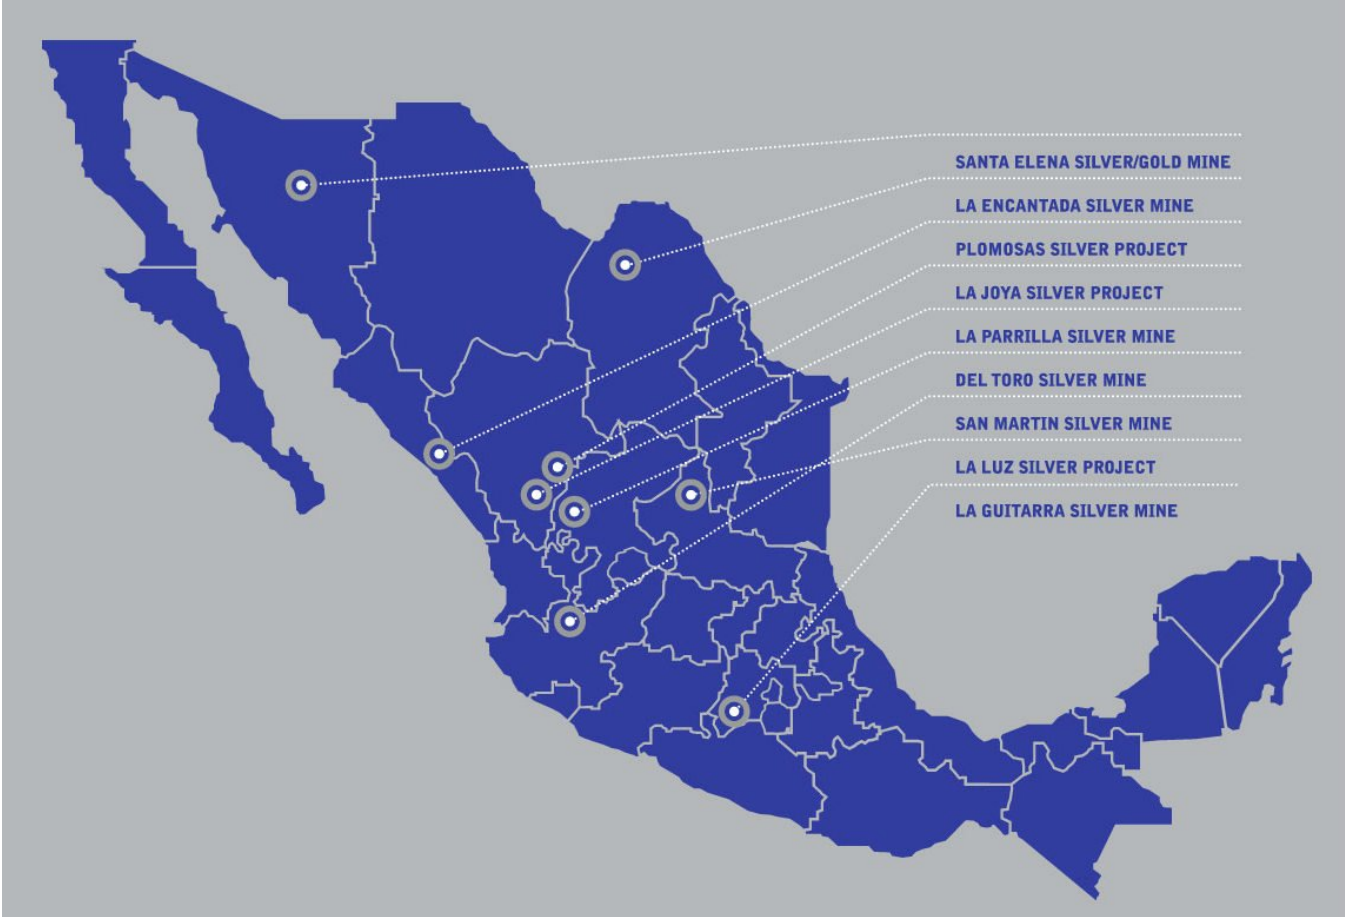 SANTA ELENA SILVER/GOLD MINE
LA ENCANTADA SILVER MINE
PLOMOSAS SILVER PROJECT
LA JOYA SILVER PROJECT
LA PARRILLA SILVER MINE
DEL TORO SILVER MINE
SAN MARTIN SILVER MINE
LA LUZ SILVER PROJECT
LA GUITARRA SILVER MINE